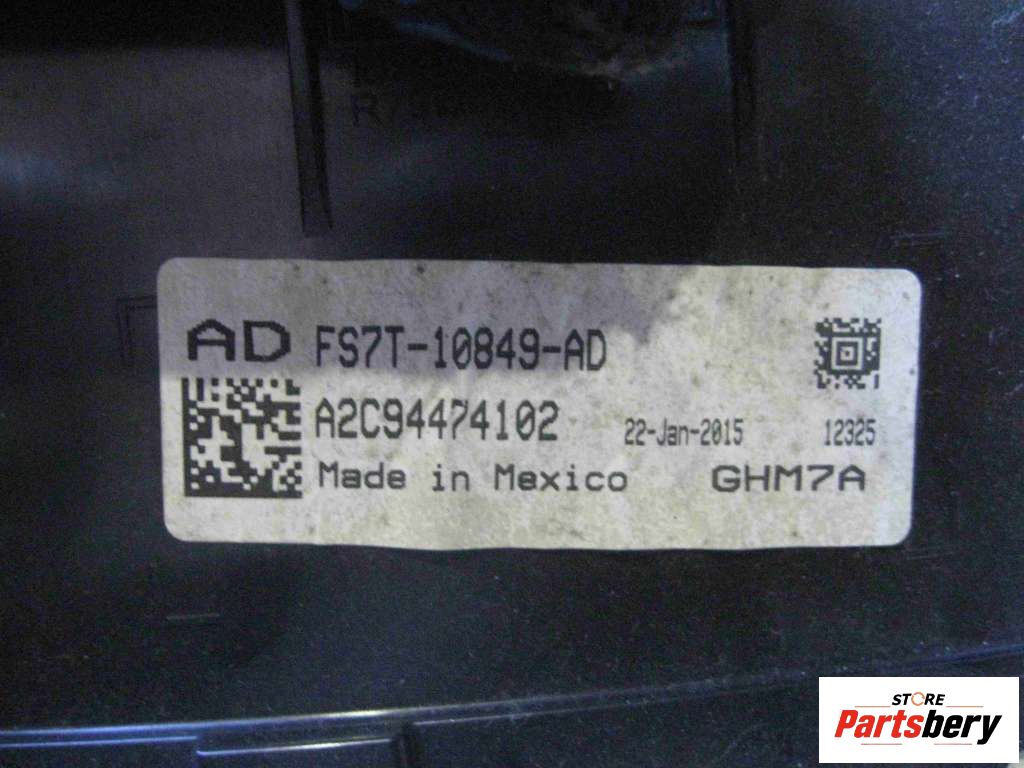 AD FS7T-10849-AD
A2C94474102 22-Jan-2015 12325
Made in Mexico GHM7A
STORE
Partsbery